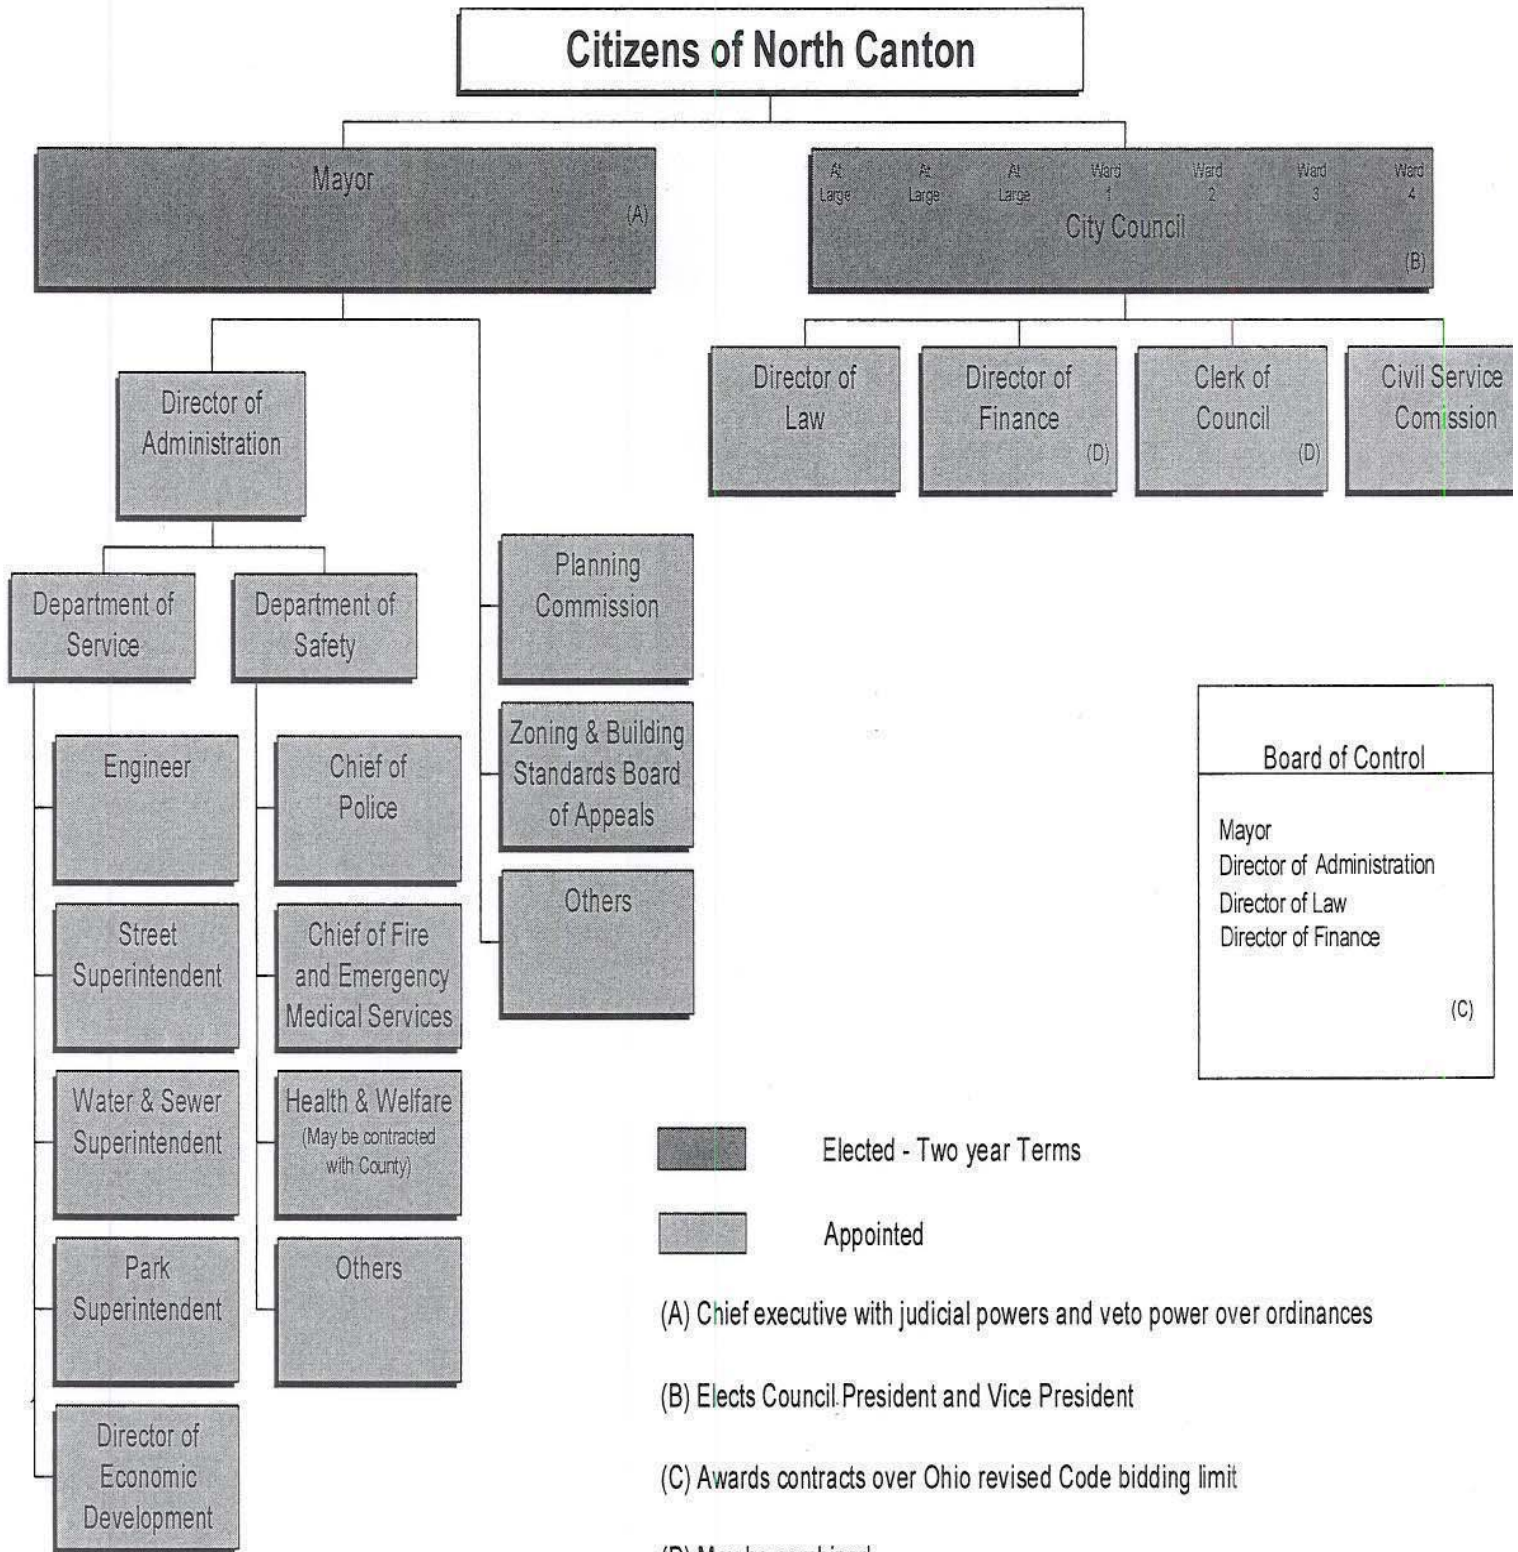 Citizens of North Canton
Mayor
(A)
At
Large
At
Large
At
Large
Ward
1
Ward
2
Ward
3
Ward
4
City Council
(B)
Director of
Administration
Director of
Law
Director of
Finance
(D)
Clerk of
Council
(D)
Civil Service
Comission
Department of
Service
Department of
Safety
Planning
Commission
Zoning & Building
Standards Board
of Appeals
Others
Engineer
Street
Superintendent
Water & Sewer
Superintendent
Park
Superintendent
Director of
Economic
Development
Chief of
Police
Chief of Fire
and Emergency
Medical Services
Health & Welfare
(May be contracted
with County)
Others
Board of Control
Mayor
Director of Administration
Director of Law
Director of Finance
(C)
Elected - Two year Terms
Appointed
(A) Chief executive with judicial powers and veto power over ordinances
(B) Elects Council President and Vice President
(C) Awards contracts over Ohio revised Code bidding limit